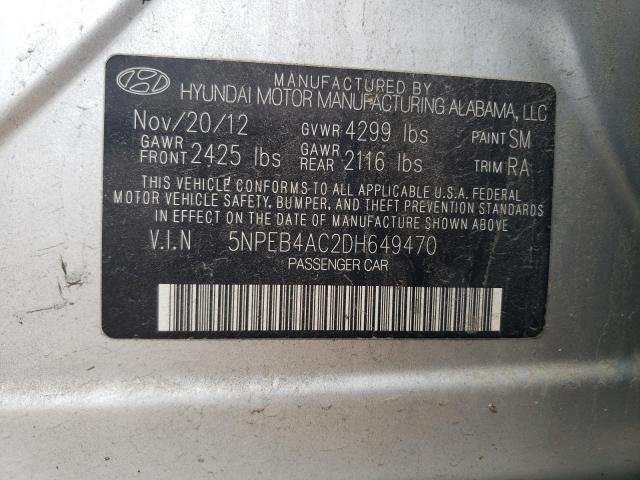 MANUFACTURED BY
HYUNDAI MOTOR MANUFACTURING ALABAMA, LLC
Nov/20/12 GVWR 4299 lbs PAINT SM
GAWR FRONT 2425 lbs GAWR REAR 2116 lbs TRIM RA
THIS VEHICLE CONFORMS TO ALL APPLICABLE U.S.A. FEDERAL
MOTOR VEHICLE SAFETY, BUMPER, AND THEFT PREVENTION
STANDARDS IN EFFECT ON THE DATE OF MANUFACTURE SHOWN ABOVE
V.I.N 5NPEB4AC2DH649470
PASSENGER CAR